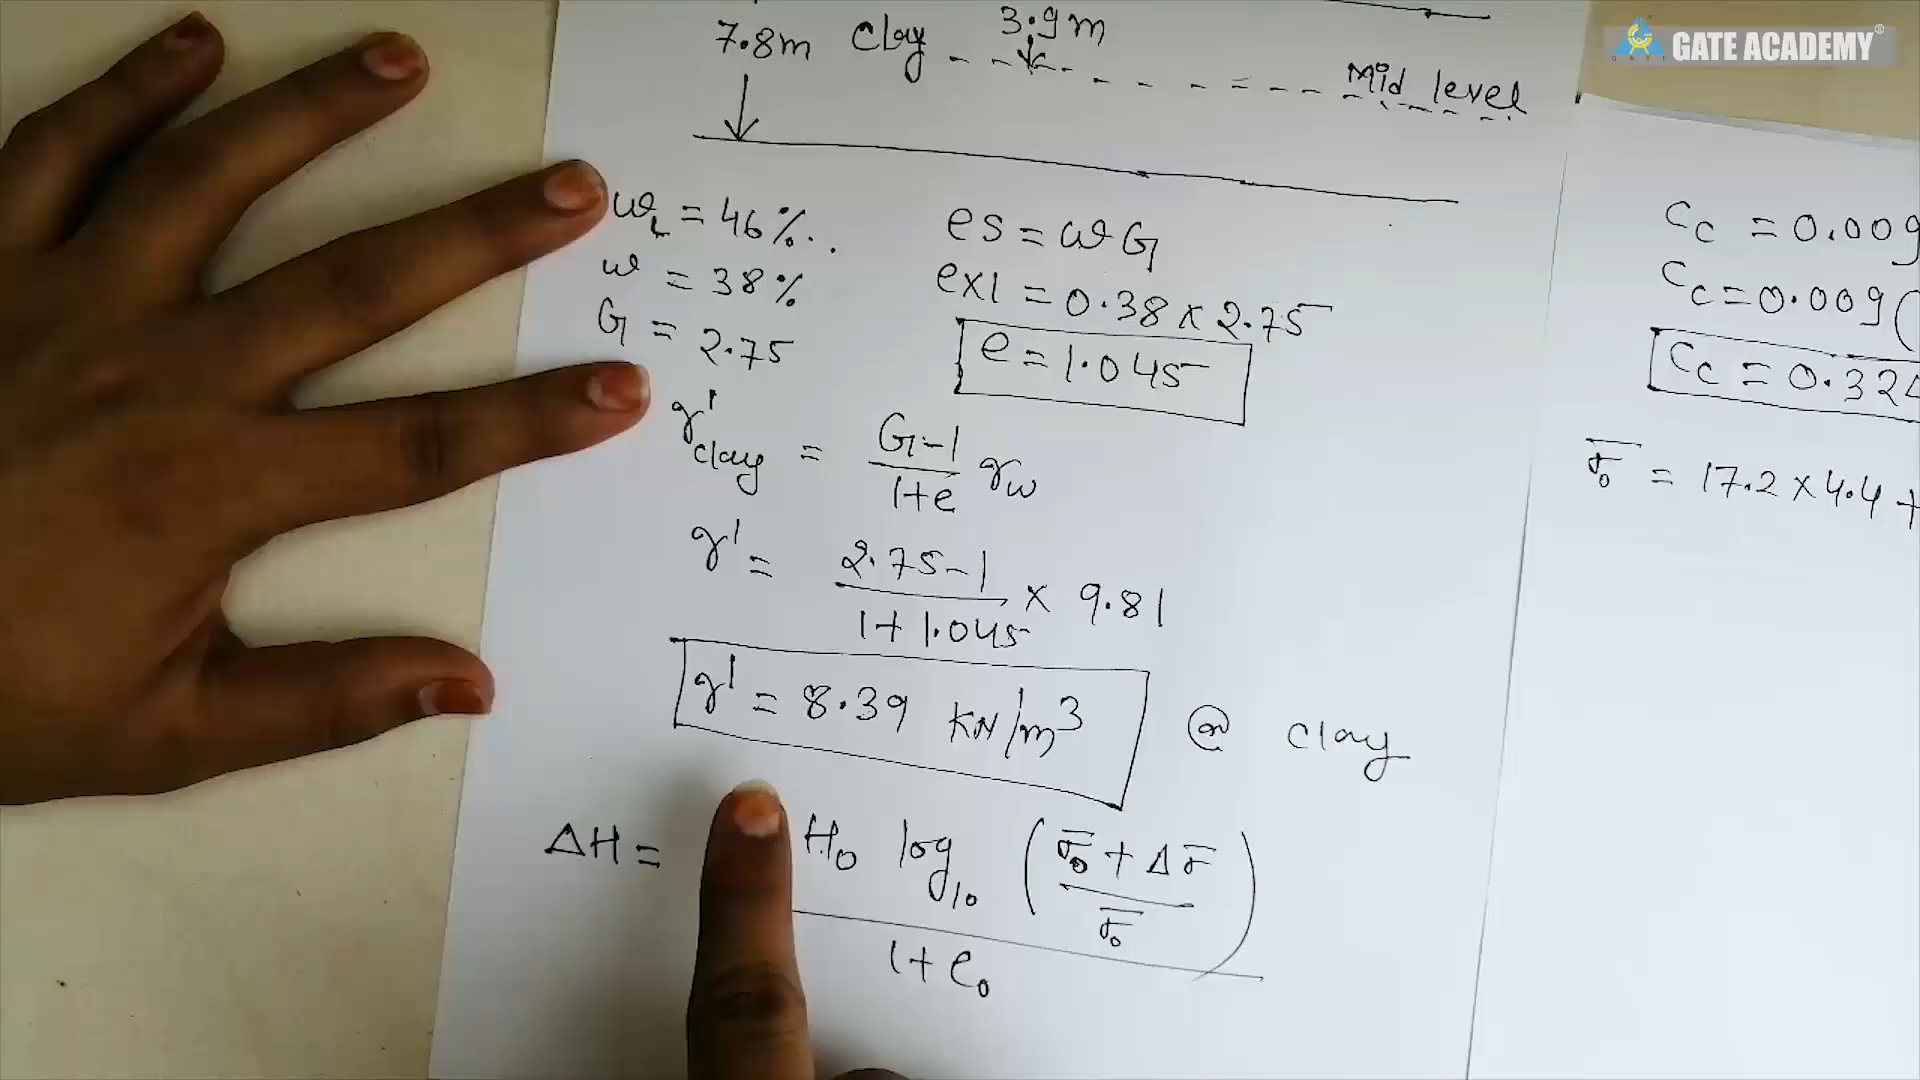 GATE ACADEMY
7.8m Clay 3.9m
Mid level
wL = 46%..
w = 38%
G = 2.75
es = wG
ex1 = 0.38 x 2.75
e = 1.045
γ'clay = G-1 / 1+e γw
γ' = 2.75-1 / 1+1.045 x 9.81
γ' = 8.39 KN/m3 @ clay
ΔH = H0 log10 (σ0 + Δσ / σ0)
1+e0
Cc = 0.009
Cc = 0.009(
Cc = 0.324
σ0 = 17.2 x 4.4 +